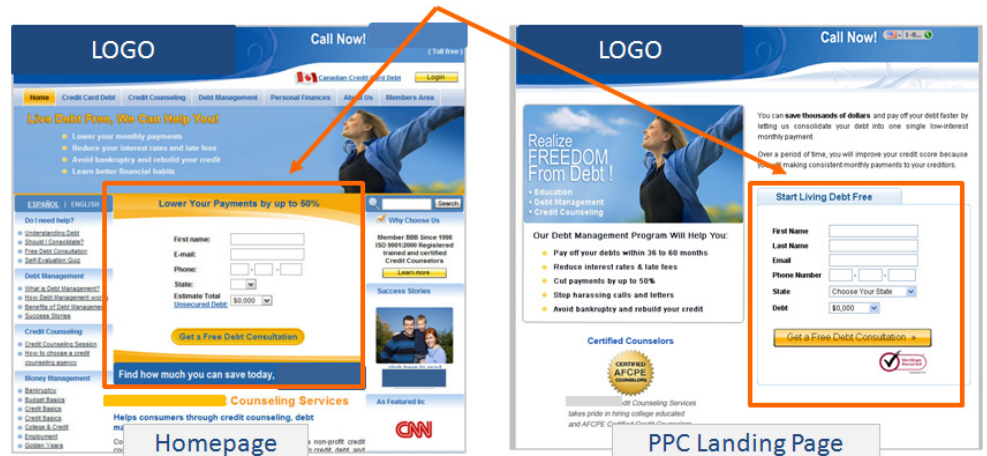 LOGO
Call Now!
( Toll free )
Canadian Credit Card Debt
Login
Home Credit Card Debt Credit Counseling Debt Management Personal Finances About Us Members Area
Live Debt Free, We Can Help You!
Lower your monthly payments
Reduce your interest rates and late fees
Avoid bankruptcy and rebuild your credit
Learn better financial habits
ESPAÑOL | ENGLISH
Do I need help?
Understanding Debt
Should I Consolidate?
Free Debt Consultation
Self-Evaluation Quiz
Debt Management
What is Debt Management?
How Debt Management works
Benefits of Debt Management
Success Stories
Credit Counseling
Credit Counseling Session
How to choose a credit
counseling agency
Money Management
Bankruptcy
Budget Basics
Credit Basics
Credit Basics
College & Credit
Employment
Golden Years
Lower Your Payments by up to 50%
First name:
E-mail:
Phone:
- -
State:
Estimate Total
Unsecured Debt: $0,000
Get a Free Debt Consultation
Find how much you can save today,
Counseling Services
Helps consumers through credit counseling, debt
Search
Why Choose Us
Member BBB Since 1998
ISO 9001:2000 Registered
trained and certified
Credit Counselors
Learn more
Success Stories
click here to read
As Featured In:
CNN
Homepage
LOGO
Call Now! 1-8...
Realize
FREEDOM
From Debt !
• Education
• Debt Management
• Credit Counseling
You can save thousands of dollars and pay off your debt faster by
letting us consolidate your debt into one single low-interest
monthly payment.
Over a period of time, you will improve your credit score because
making consistent monthly payments to your creditors.
Our Debt Management Program Will Help You:
Pay off your debts within 36 to 60 months
Reduce interest rates & late fees
Cut payments by up to 50%
Stop harassing calls and letters
Avoid bankruptcy and rebuild your credit
Certified Counselors
CERTIFIED
AFCPE
COUNSELORS
Counseling Services
takes pride in hiring college educated
and AFCPE Certified Credit Counselors
Start Living Debt Free
First Name
Last Name
Email
Phone Number - -
State Choose Your State
Debt $0,000
Get a Free Debt Consultation »
VeriSign
Secured
PPC Landing Page